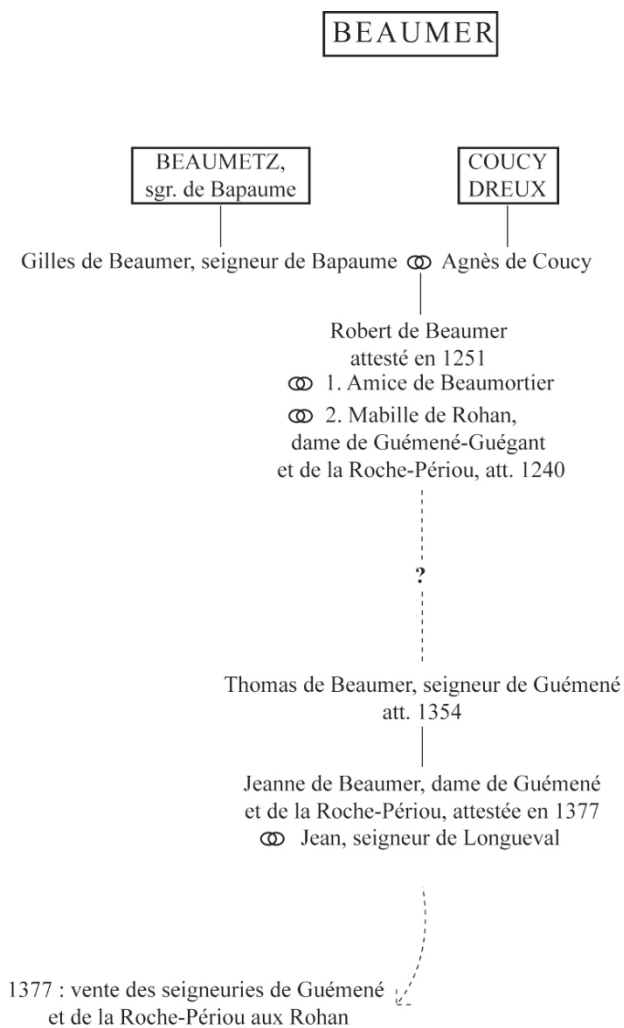 BEAUMER
BEAUMETZ,
sgr. de Bapaume
COUCY
DREUX
Gilles de Beaumer, seigneur de Bapaume ⚭ Agnès de Coucy
Robert de Beaumer
attesté en 1251
⚭ 1. Amice de Beaumortier
⚭ 2. Mabille de Rohan,
dame de Guémené-Guégant
et de la Roche-Périou, att. 1240
?
Thomas de Beaumer, seigneur de Guémené
att. 1354
Jeanne de Beaumer, dame de Guémené
et de la Roche-Périou, attestée en 1377
⚭ Jean, seigneur de Longueval
1377 : vente des seigneuries de Guémené
et de la Roche-Périou aux Rohan